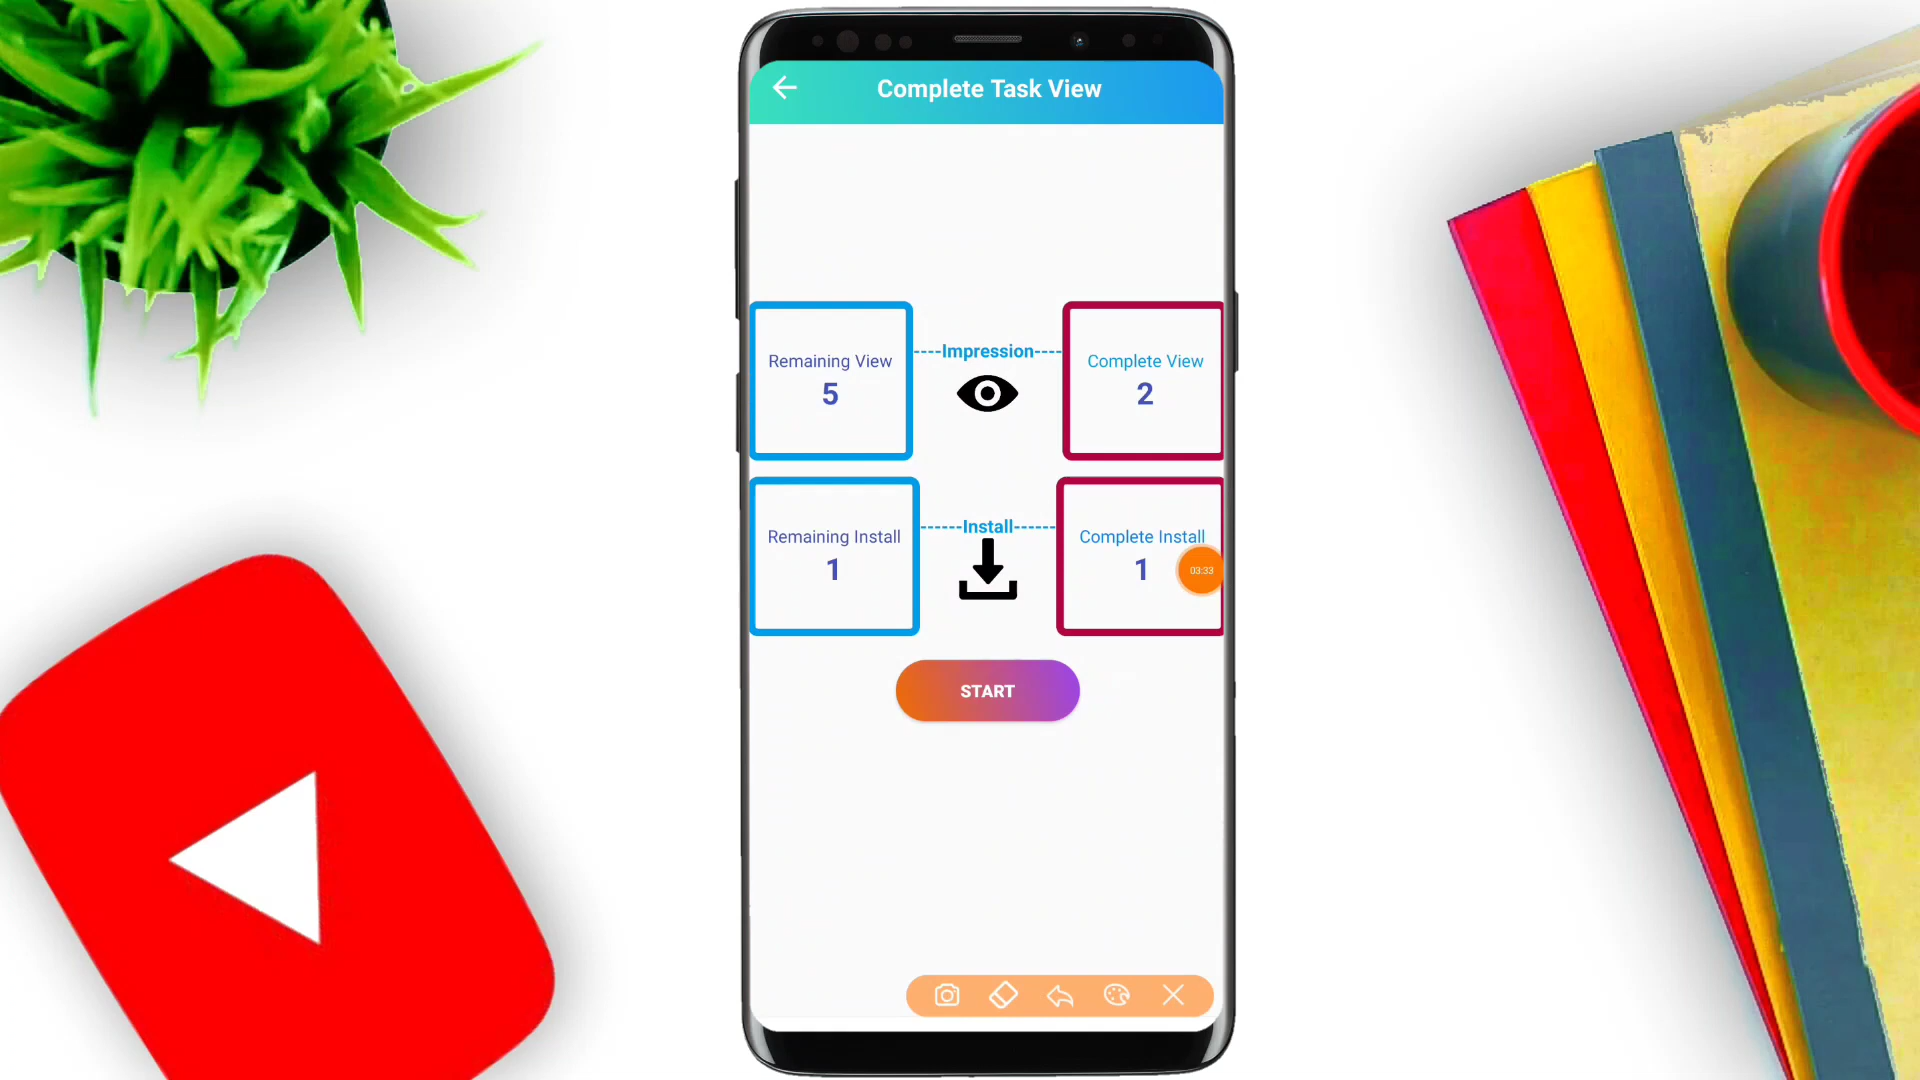 Complete Task View
Remaining View
5
----Impression----
Complete View
2
Remaining Install
1
------Install------
Complete Install
1
03:33
START